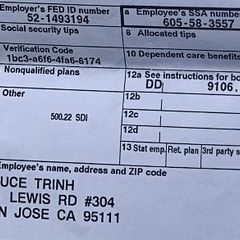 Employer's FED ID number a Employee's SSA number
52-1493194 605-58-3557
Social security tips 8 Allocated tips
Verification Code 10 Dependent care benefits
1bc3-a6f6-4fa6-6174
Nonqualified plans 12a See instructions for bo
DD 9106.
Other 12b
500.22 SDI 12c
12d
13 Stat emp. Ret. plan 3rd party s
Employee's name, address and ZIP code
UCE TRINH
LEWIS RD #304
N JOSE CA 95111